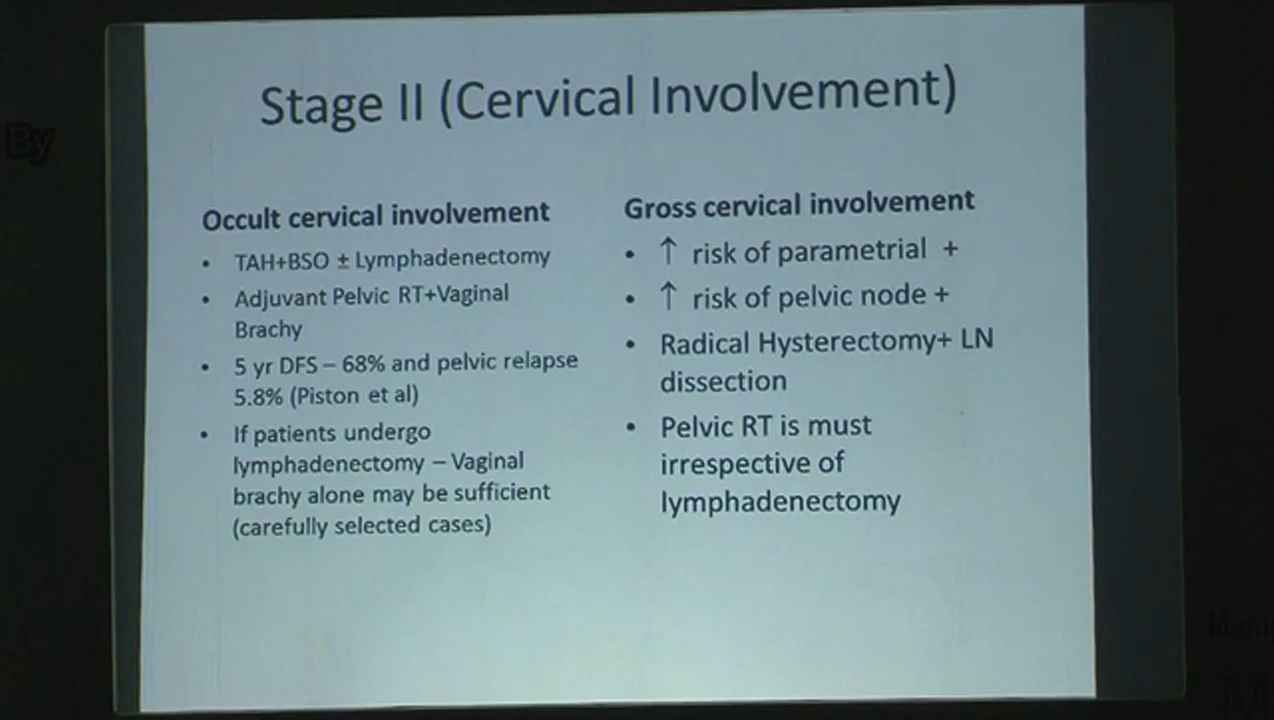 Stage II (Cervical Involvement)
Occult cervical involvement
• TAH+BSO ± Lymphadenectomy
• Adjuvant Pelvic RT+Vaginal
Brachy
• 5 yr DFS – 68% and pelvic relapse
5.8% (Piston et al)
• If patients undergo
lymphadenectomy – Vaginal
brachy alone may be sufficient
(carefully selected cases)
Gross cervical involvement
• ↑ risk of parametrial +
• ↑ risk of pelvic node +
• Radical Hysterectomy+ LN
dissection
• Pelvic RT is must
irrespective of
lymphadenectomy
By